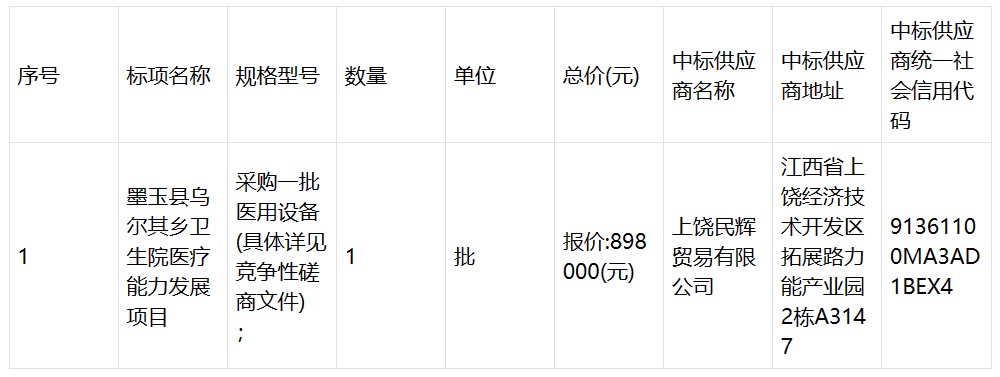 序号
标项名称
规格型号
数量
单位
总价(元)
中标供应
商名称
中标供应
商地址
中标供应
商统一社
会信用代
码
1
墨玉县乌
尔其乡卫
生院医疗
能力发展
项目
采购一批
医用设备
(具体详见
竞争性磋
商文件)
;
1
批
报价:898
000(元)
上饶民辉
贸易有限
公司
江西省上
饶经济技
术开发区
拓展路力
能产业园
2栋A314
7
9136110
0MA3AD
1BEX4